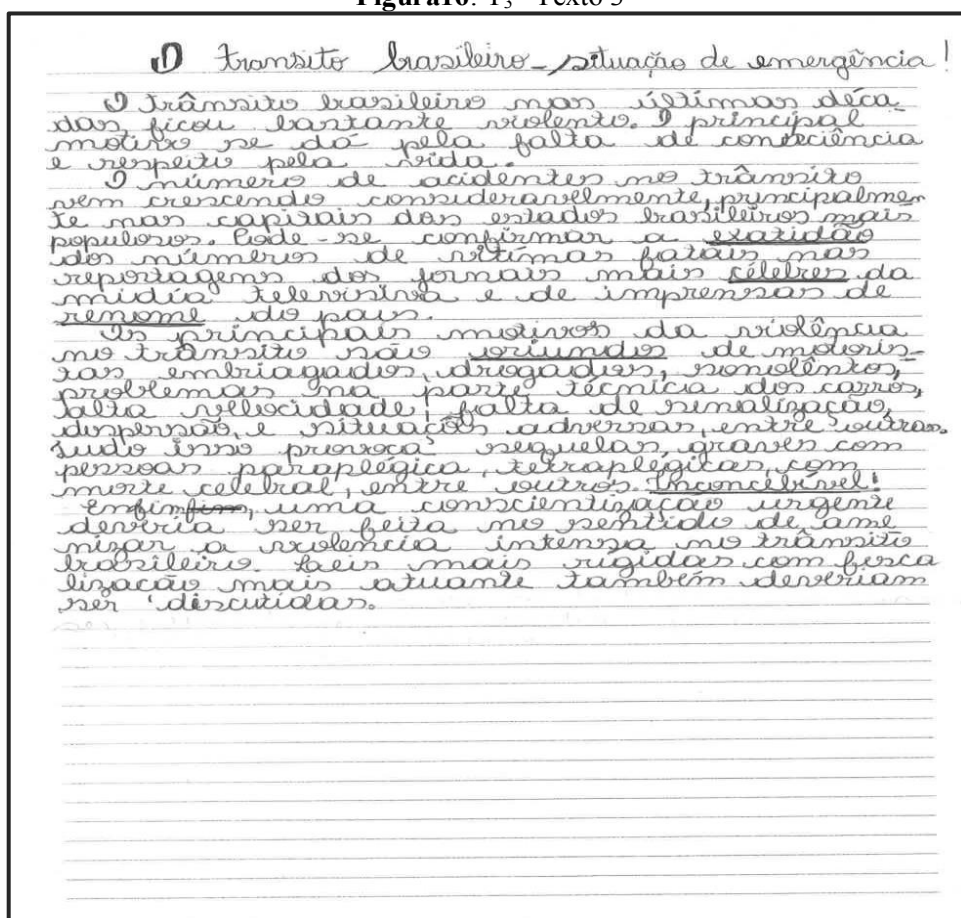 Figura16: T3 - Texto 3
O transito brasileiro - situação de emergência!
O trânsito brasileiro nas últimas déca-
das ficou bastante violento. O principal
motivo se dá pela falta de consciência
e respeito pela vida.
O número de acidentes no trânsito
vem crescendo consideravelmente, principalmen-
te nas capitais dos estados brasileiros mais
populosos. Pode-se confirmar a exatidão
dos números de vítimas fatais nas
reportagens dos jornais mais célebres da
mídia televisiva e de imprensas de
renome do país.
Os principais motivos da violência
no trânsito são oriundos de motoris-
tas embriagados, drogados, sonolêntos,
problemas na parte técnica dos carros,
alta vellocidade, falta de sinalização,
dispersão, e situações adversas, entre outras.
Tudo isso provoca sequelas, graves com
pessoas paraplégica, tetraplégicas, com
morte celebral, entre outros. Inconcebível!
Enfim, uma conscientização urgente
deveria ser feita no sentido de ame
nizar a violencia intensa no trânsito
brasileiro. Leis mais rigidas com fisca
lização mais atuante também deveriam
ser discutidas.